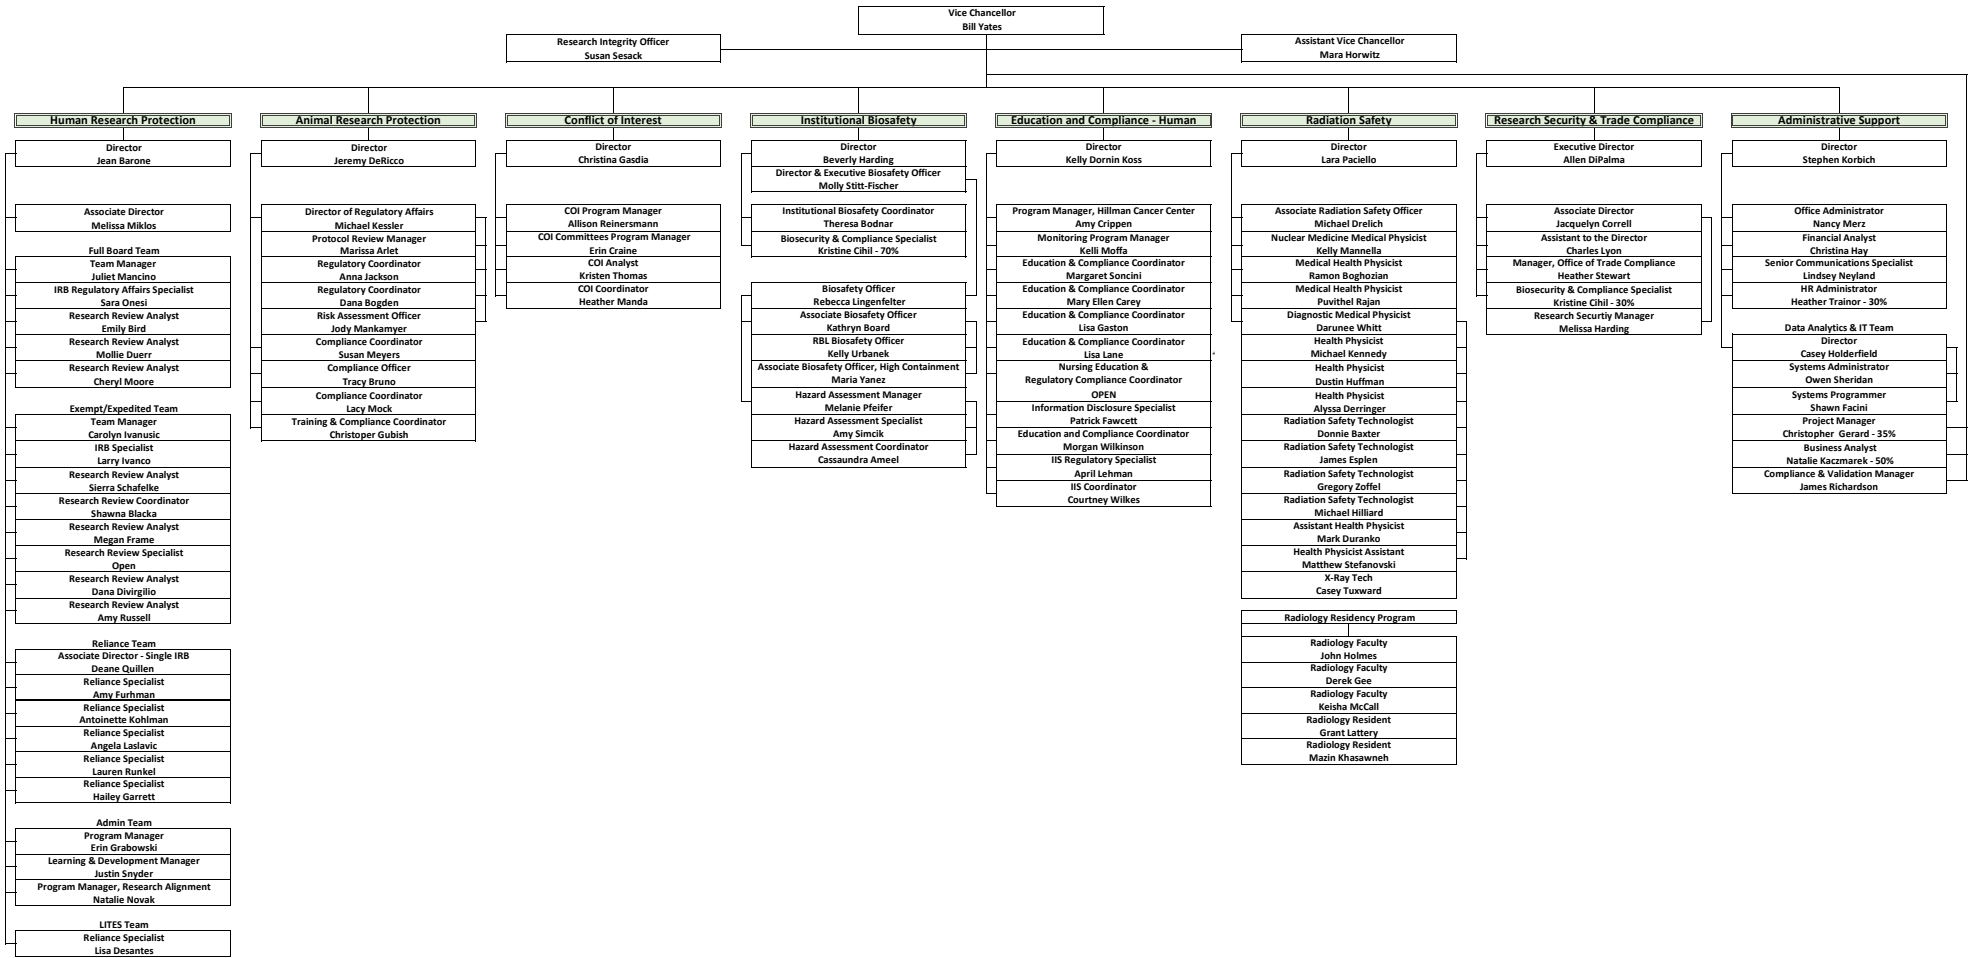 Vice Chancellor
Bill Yates
Research Integrity Officer
Susan Sesack
Assistant Vice Chancellor
Mara Horwitz
Human Research Protection
Director
Jean Barone
Associate Director
Melissa Miklos
Full Board Team
Team Manager
Juliet Mancino
IRB Regulatory Affairs Specialist
Sara Onesi
Research Review Analyst
Emily Bird
Research Review Analyst
Mollie Duerr
Research Review Analyst
Cheryl Moore
Exempt/Expedited Team
Team Manager
Carolyn Ivanusic
IRB Specialist
Larry Ivanco
Research Review Analyst
Sierra Schafelke
Research Review Coordinator
Shawna Blacka
Research Review Analyst
Megan Frame
Research Review Specialist
Open
Research Review Analyst
Dana Divirgilio
Research Review Analyst
Amy Russell
Reliance Team
Associate Director - Single IRB
Deane Quillen
Reliance Specialist
Amy Furhman
Reliance Specialist
Antoinette Kohlman
Reliance Specialist
Angela Laslavic
Reliance Specialist
Lauren Runkel
Reliance Specialist
Hailey Garrett
Admin Team
Program Manager
Erin Grabowski
Learning & Development Manager
Justin Snyder
Program Manager, Research Alignment
Natalie Novak
LITES Team
Reliance Specialist
Lisa Desantes
Animal Research Protection
Director
Jeremy DeRicco
Director of Regulatory Affairs
Michael Kessler
Protocol Review Manager
Marissa Arlet
Regulatory Coordinator
Anna Jackson
Regulatory Coordinator
Dana Bogden
Risk Assessment Officer
Jody Mankamyer
Compliance Coordinator
Susan Meyers
Compliance Officer
Tracy Bruno
Compliance Coordinator
Lacy Mock
Training & Compliance Coordinator
Christoper Gubish
Conflict of Interest
Director
Christina Gasdia
COI Program Manager
Allison Reinersmann
COI Committees Program Manager
Erin Craine
COI Analyst
Kristen Thomas
COI Coordinator
Heather Manda
Institutional Biosafety
Director
Beverly Harding
Director & Executive Biosafety Officer
Molly Stitt-Fischer
Institutional Biosafety Coordinator
Theresa Bodnar
Biosecurity & Compliance Specialist
Kristine Cihil - 70%
Biosafety Officer
Rebecca Lingenfelter
Associate Biosafety Officer
Kathryn Board
RBL Biosafety Officer
Kelly Urbanek
Associate Biosafety Officer, High Containment
Maria Yanez
Hazard Assessment Manager
Melanie Pfeifer
Hazard Assessment Specialist
Amy Simcik
Hazard Assessment Coordinator
Cassaundra Ameel
Education and Compliance - Human
Director
Kelly Dornin Koss
Program Manager, Hillman Cancer Center
Amy Crippen
Monitoring Program Manager
Kelli Moffa
Education & Compliance Coordinator
Margaret Soncini
Education & Compliance Coordinator
Mary Ellen Carey
Education & Compliance Coordinator
Lisa Gaston
Education & Compliance Coordinator
Lisa Lane
Nursing Education &
Regulatory Compliance Coordinator
OPEN
Information Disclosure Specialist
Patrick Fawcett
Education and Compliance Coordinator
Morgan Wilkinson
IIS Regulatory Specialist
April Lehman
IIS Coordinator
Courtney Wilkes
Radiation Safety
Director
Lara Paciello
Associate Radiation Safety Officer
Michael Drelich
Nuclear Medicine Medical Physicist
Kelly Mannella
Medical Health Physicist
Ramon Boghozian
Medical Health Physicist
Puvithel Rajan
Diagnostic Medical Physicist
Darunee Whitt
Health Physicist
Michael Kennedy
Health Physicist
Dustin Huffman
Health Physicist
Alyssa Derringer
Radiation Safety Technologist
Donnie Baxter
Radiation Safety Technologist
James Esplen
Radiation Safety Technologist
Gregory Zoffel
Radiation Safety Technologist
Michael Hilliard
Assistant Health Physicist
Mark Duranko
Health Physicist Assistant
Matthew Stefanovski
X-Ray Tech
Casey Tuxward
Radiology Residency Program
Radiology Faculty
John Holmes
Radiology Faculty
Derek Gee
Radiology Faculty
Keisha McCall
Radiology Resident
Grant Lattery
Radiology Resident
Mazin Khasawneh
Research Security & Trade Compliance
Executive Director
Allen DiPalma
Associate Director
Jacquelyn Correll
Assistant to the Director
Charles Lyon
Manager, Office of Trade Compliance
Heather Stewart
Biosecurity & Compliance Specialist
Kristine Cihil - 30%
Research Securtiy Manager
Melissa Harding
Administrative Support
Director
Stephen Korbich
Office Administrator
Nancy Merz
Financial Analyst
Christina Hay
Senior Communications Specialist
Lindsey Neyland
HR Administrator
Heather Trainor - 30%
Data Analytics & IT Team
Director
Casey Holderfield
Systems Administrator
Owen Sheridan
Systems Programmer
Shawn Facini
Project Manager
Christopher Gerard - 35%
Business Analyst
Natalie Kaczmarek - 50%
Compliance & Validation Manager
James Richardson